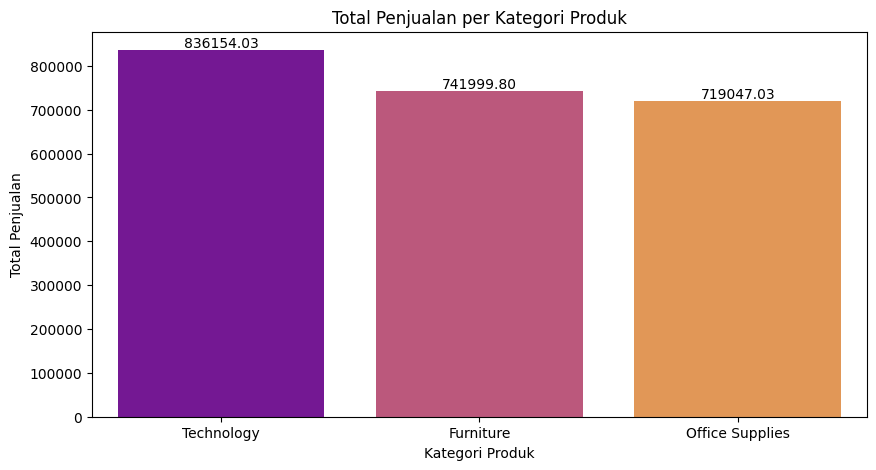 Total Penjualan per Kategori Produk
836154.03
741999.80
719047.03
800000
700000
600000
500000
400000
300000
200000
100000
0
Total Penjualan
Technology
Furniture
Office Supplies
Kategori Produk